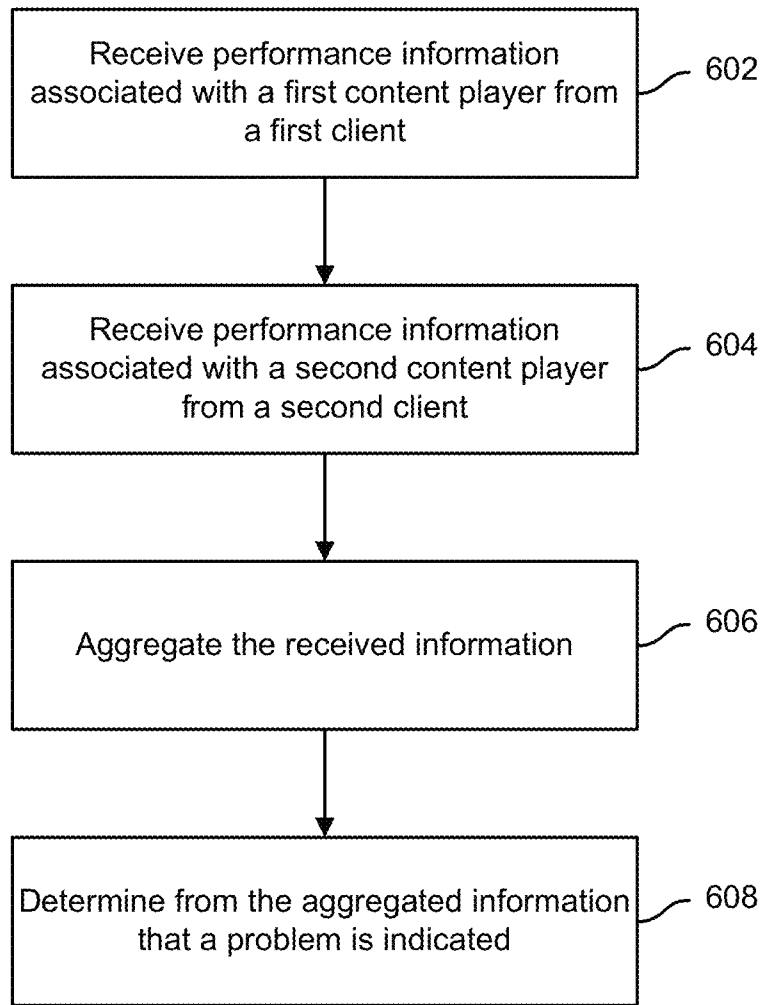 Receive performance information
associated with a first content player from
a first client
602
Receive performance information
associated with a second content player
from a second client
604
Aggregate the received information
606
Determine from the aggregated information
that a problem is indicated
608